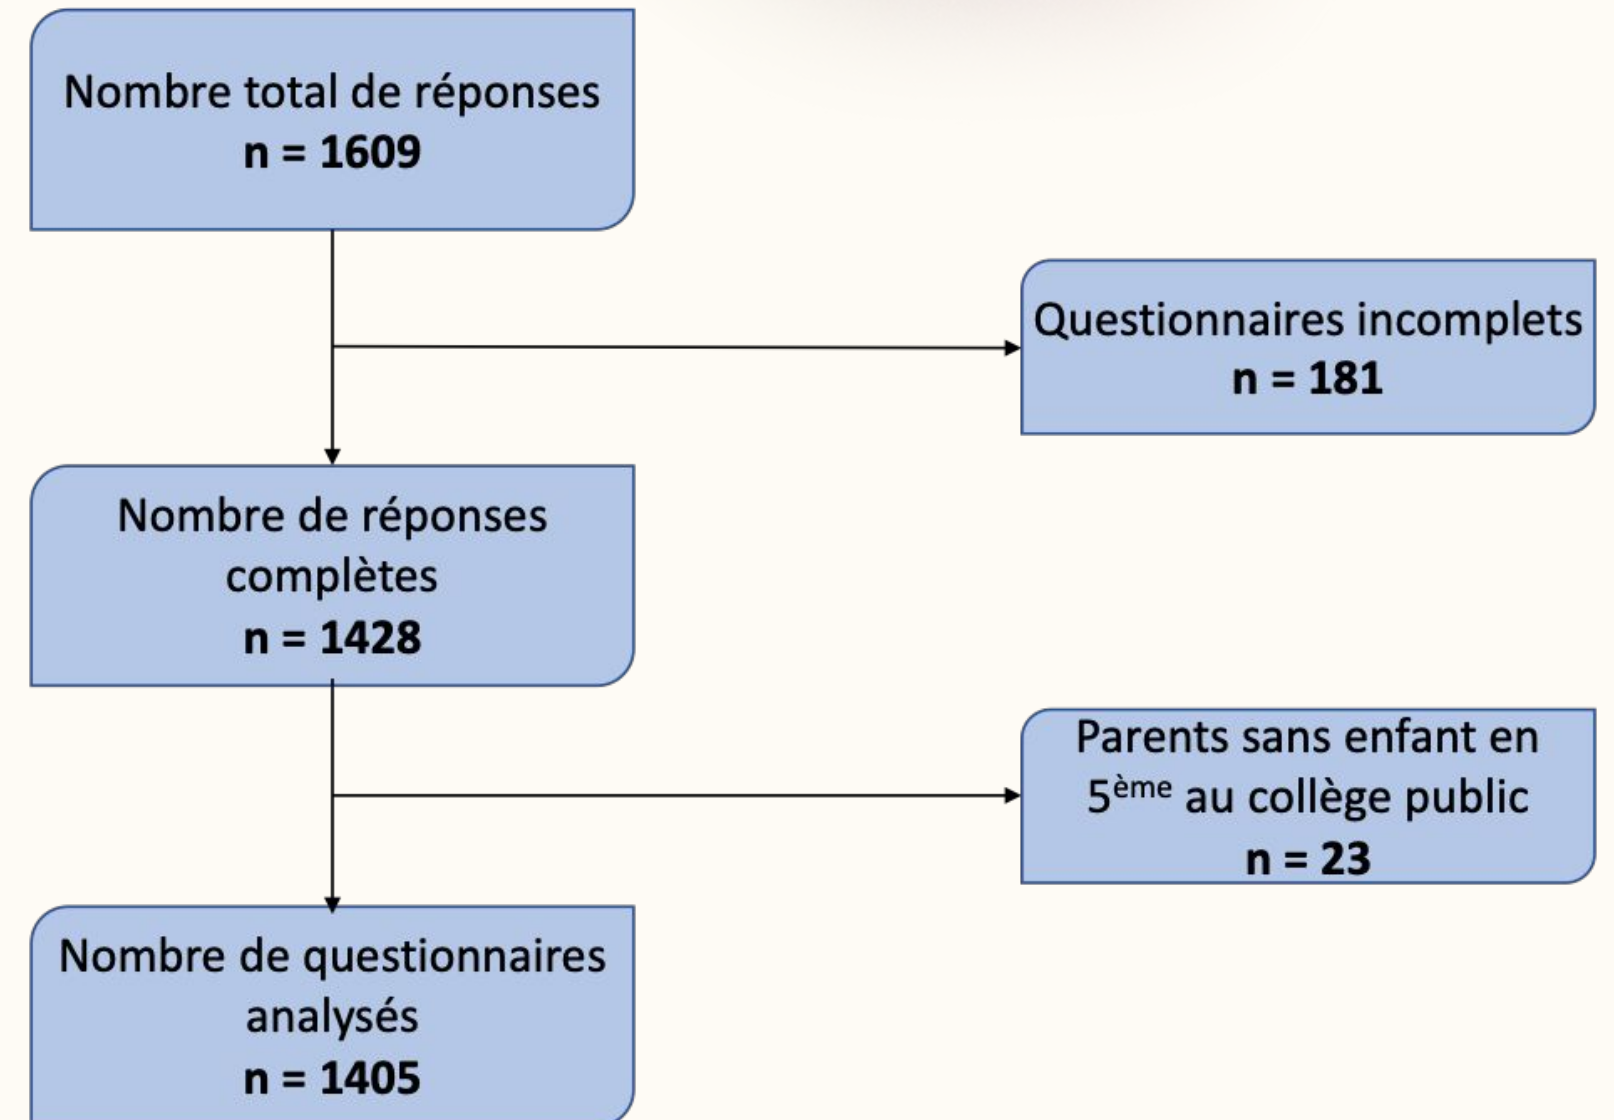 Nombre total de réponses
n = 1609
Questionnaires incomplets
n = 181
Nombre de réponses
complètes
n = 1428
Parents sans enfant en
5ème au collège public
n = 23
Nombre de questionnaires
analysés
n = 1405